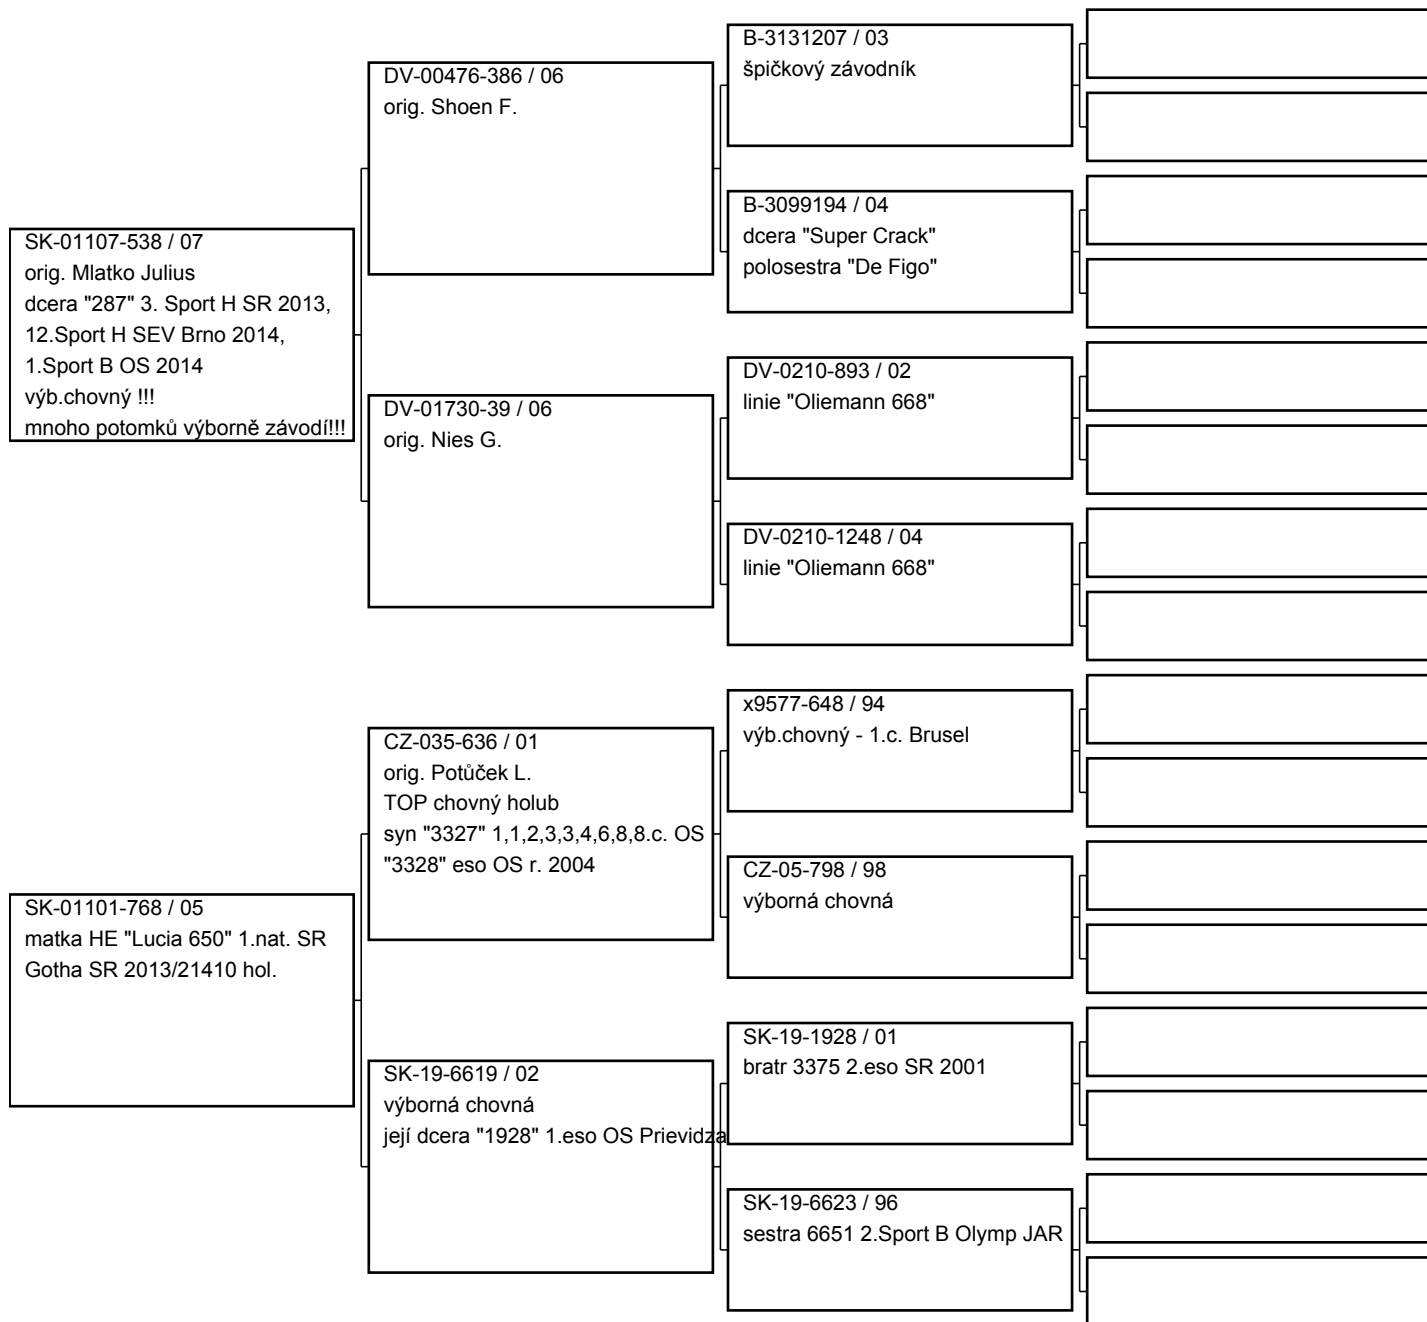 SK-01107-538 / 07
orig. Mlatko Julius
dcera "287" 3. Sport H SR 2013,
12.Sport H SEV Brno 2014,
1.Sport B OS 2014
výb.chovný !!!
mnoho potomků výborně závodí!!!
SK-01101-768 / 05
matka HE "Lucia 650" 1.nat. SR
Gotha SR 2013/21410 hol.
DV-00476-386 / 06
orig. Shoen F.
DV-01730-39 / 06
orig. Nies G.
CZ-035-636 / 01
orig. Potůček L.
TOP chovný holub
syn "3327" 1,1,2,3,3,4,6,8,8.c. OS
"3328" eso OS r. 2004
SK-19-6619 / 02
výborná chovná
její dcera "1928" 1.eso OS Prievidza
B-3131207 / 03
špičkový závodník
B-3099194 / 04
dcera "Super Crack"
polosestra "De Figo"
DV-0210-893 / 02
linie "Oliemann 668"
DV-0210-1248 / 04
linie "Oliemann 668"
x9577-648 / 94
výb.chovný - 1.c. Brusel
CZ-05-798 / 98
výborná chovná
SK-19-1928 / 01
bratr 3375 2.eso SR 2001
SK-19-6623 / 96
sestra 6651 2.Sport B Olymp JAR